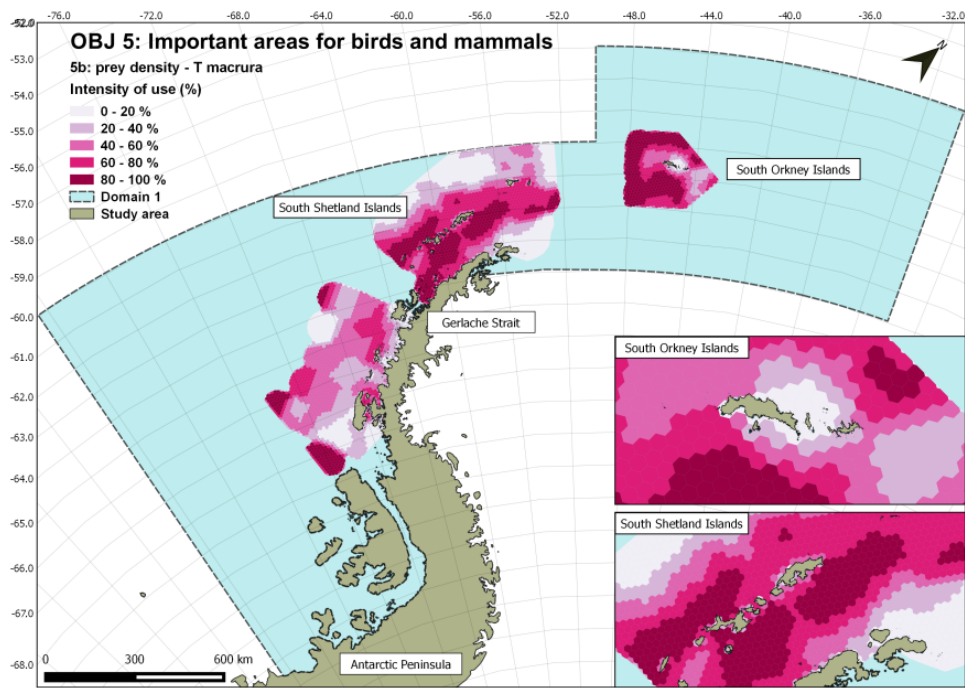 -52.0 -76.0 -72.0 -68.0 -64.0 -60.0 -56.0 -52.0 -48.0 -44.0 -40.0 -36.0 -32.0
OBJ 5: Important areas for birds and mammals
5b: prey density - T macrura
Intensity of use (%)
0 - 20 %
20 - 40 %
40 - 60 %
60 - 80 %
80 - 100 %
Domain 1
Study area
N
South Orkney Islands
South Shetland Islands
Gerlache Strait
South Orkney Islands
South Shetland Islands
Antarctic Peninsula
0 600 km
-52.0
-53.0
-54.0
-55.0
-56.0
-57.0
-58.0
-59.0
-60.0
-61.0
-62.0
-63.0
-64.0
-65.0
-66.0
-67.0
-68.0